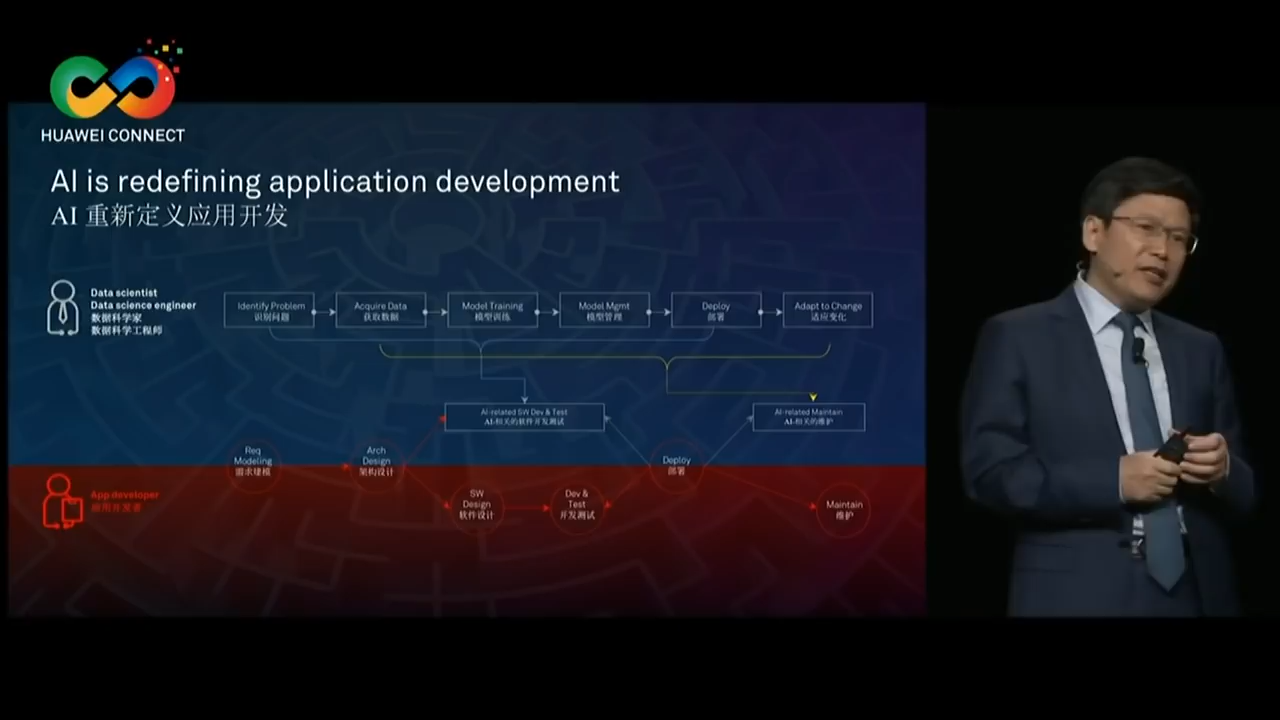 HUAWEI CONNECT
AI is redefining application development
AI 重新定义应用开发
Data scientist
Data science engineer
数据科学家
数据科学工程师
Identify Problem
识别问题
Acquire Data
获取数据
Model Training
模型训练
Model Mgmt
模型管理
Deploy
部署
Adapt to Change
适应变化
AI-related SW Dev & Test
AI-相关的软件开发测试
AI-related Maintain
AI-相关的维护
Req
Modeling
需求建模
Arch
Design
架构设计
Deploy
部署
App developer
应用开发者
SW
Design
软件设计
Dev &
Test
开发测试
Maintain
维护